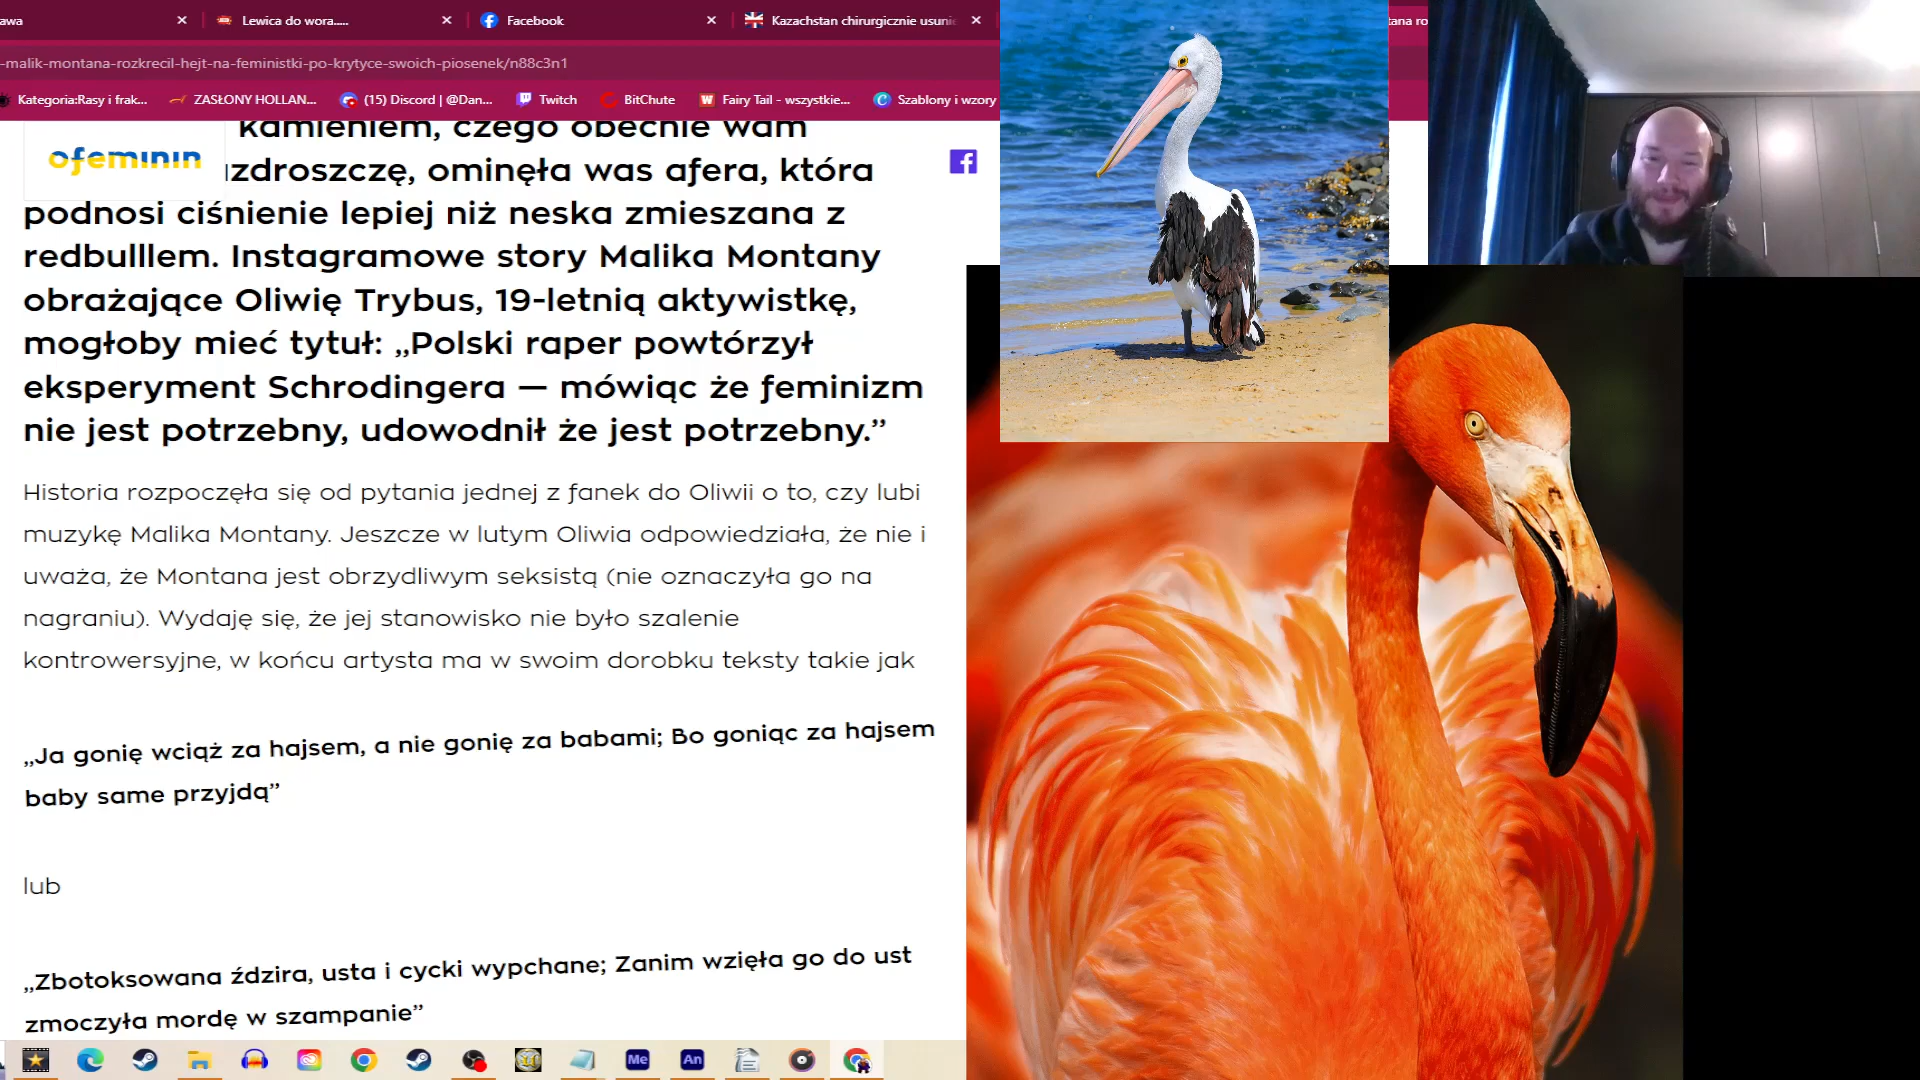 awa
Lewica do wora.....
Facebook
Kazachstan chirurgicznie usuni
tana ro
-malik-montana-rozkrecil-hejt-na-feministki-po-krytyce-swoich-piosenek/n88c3n1
Kategoria:Rasy i frak...
ZASŁONY HOLLAN...
(15) Discord | @Dan...
Twitch
BitChute
Fairy Tail - wszystkie...
Szablony i wzory
ofeminin
kamieniem, czego obecnie wam
zdroszczę, ominęła was afera, która
podnosi ciśnienie lepiej niż neska zmieszana z
redbulllem. Instagramowe story Malika Montany
obrażające Oliwię Trybus, 19-letnią aktywistkę,
mogłoby mieć tytuł: „Polski raper powtórzył
eksperyment Schrodingera — mówiąc że feminizm
nie jest potrzebny, udowodnił że jest potrzebny.”
Historia rozpoczęła się od pytania jednej z fanek do Oliwii o to, czy lubi
muzykę Malika Montany. Jeszcze w lutym Oliwia odpowiedziała, że nie i
uważa, że Montana jest obrzydliwym seksistą (nie oznaczyła go na
nagraniu). Wydaję się, że jej stanowisko nie było szalenie
kontrowersyjne, w końcu artysta ma w swoim dorobku teksty takie jak
„Ja gonię wciąż za hajsem, a nie gonię za babami; Bo goniąc za hajsem
baby same przyjdą”
lub
„Zbotoksowana ździra, usta i cycki wypchane; Zanim wzięła go do ust
zmoczyła mordę w szampanie”
Me
An